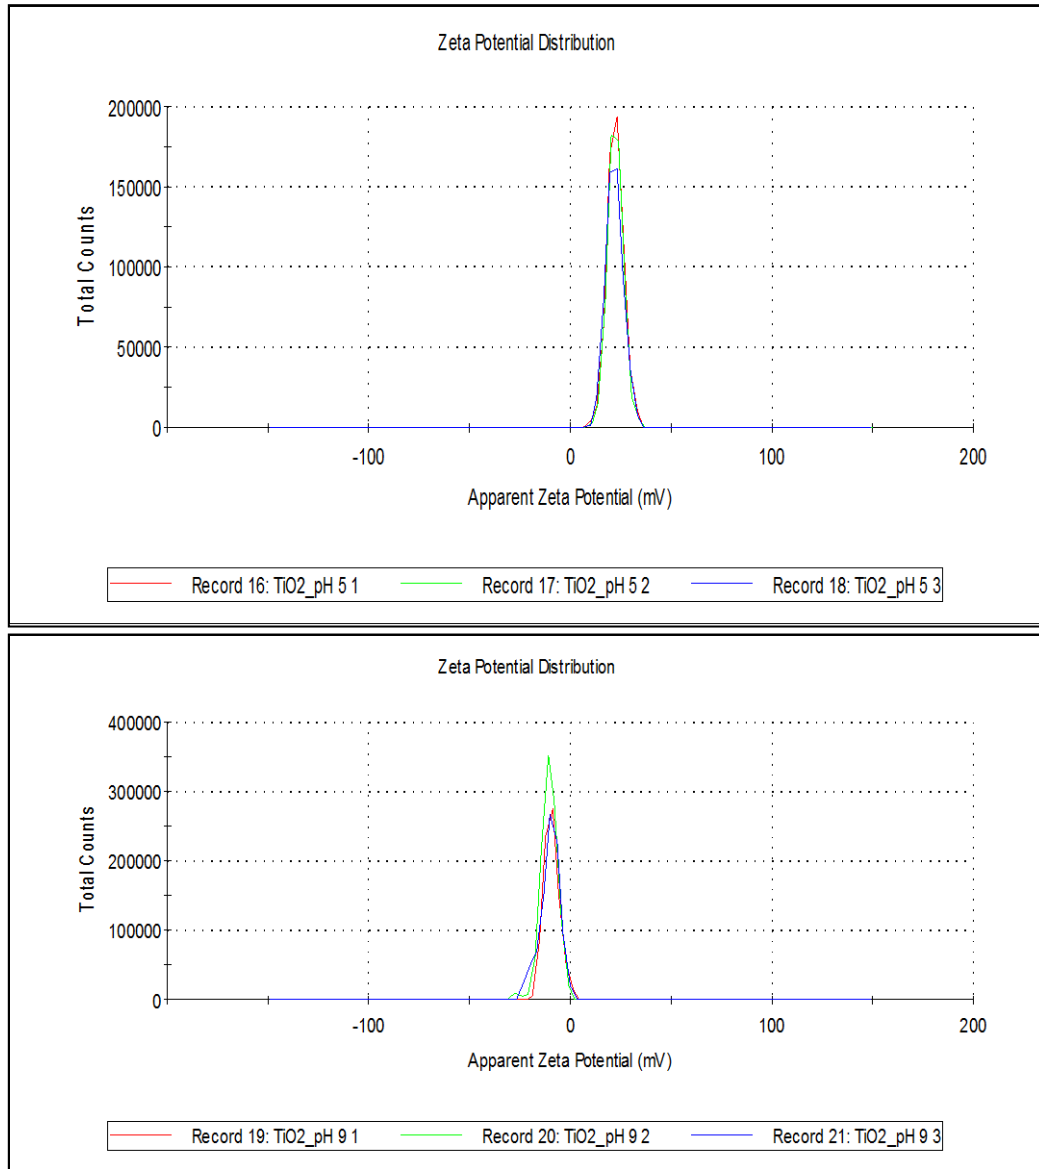 Zeta Potential Distribution
200000
150000
100000
50000
0
Total Counts
-100 0 100 200
Apparent Zeta Potential (mV)
Record 16: TiO2_pH 5 1 Record 17: TiO2_pH 5 2 Record 18: TiO2_pH 5 3
Zeta Potential Distribution
400000
300000
200000
100000
0
Total Counts
-100 0 100 200
Apparent Zeta Potential (mV)
Record 19: TiO2_pH 9 1 Record 20: TiO2_pH 9 2 Record 21: TiO2_pH 9 3